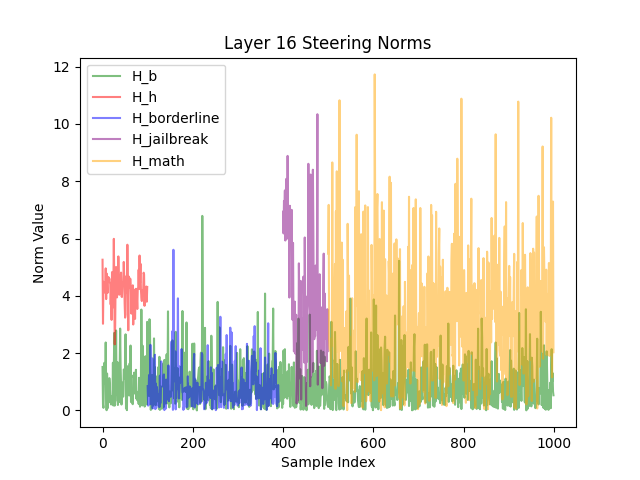 Layer 16 Steering Norms
H_b
H_h
H_borderline
H_jailbreak
H_math
Norm Value
12
10
8
6
4
2
0
0 200 400 600 800 1000
Sample Index